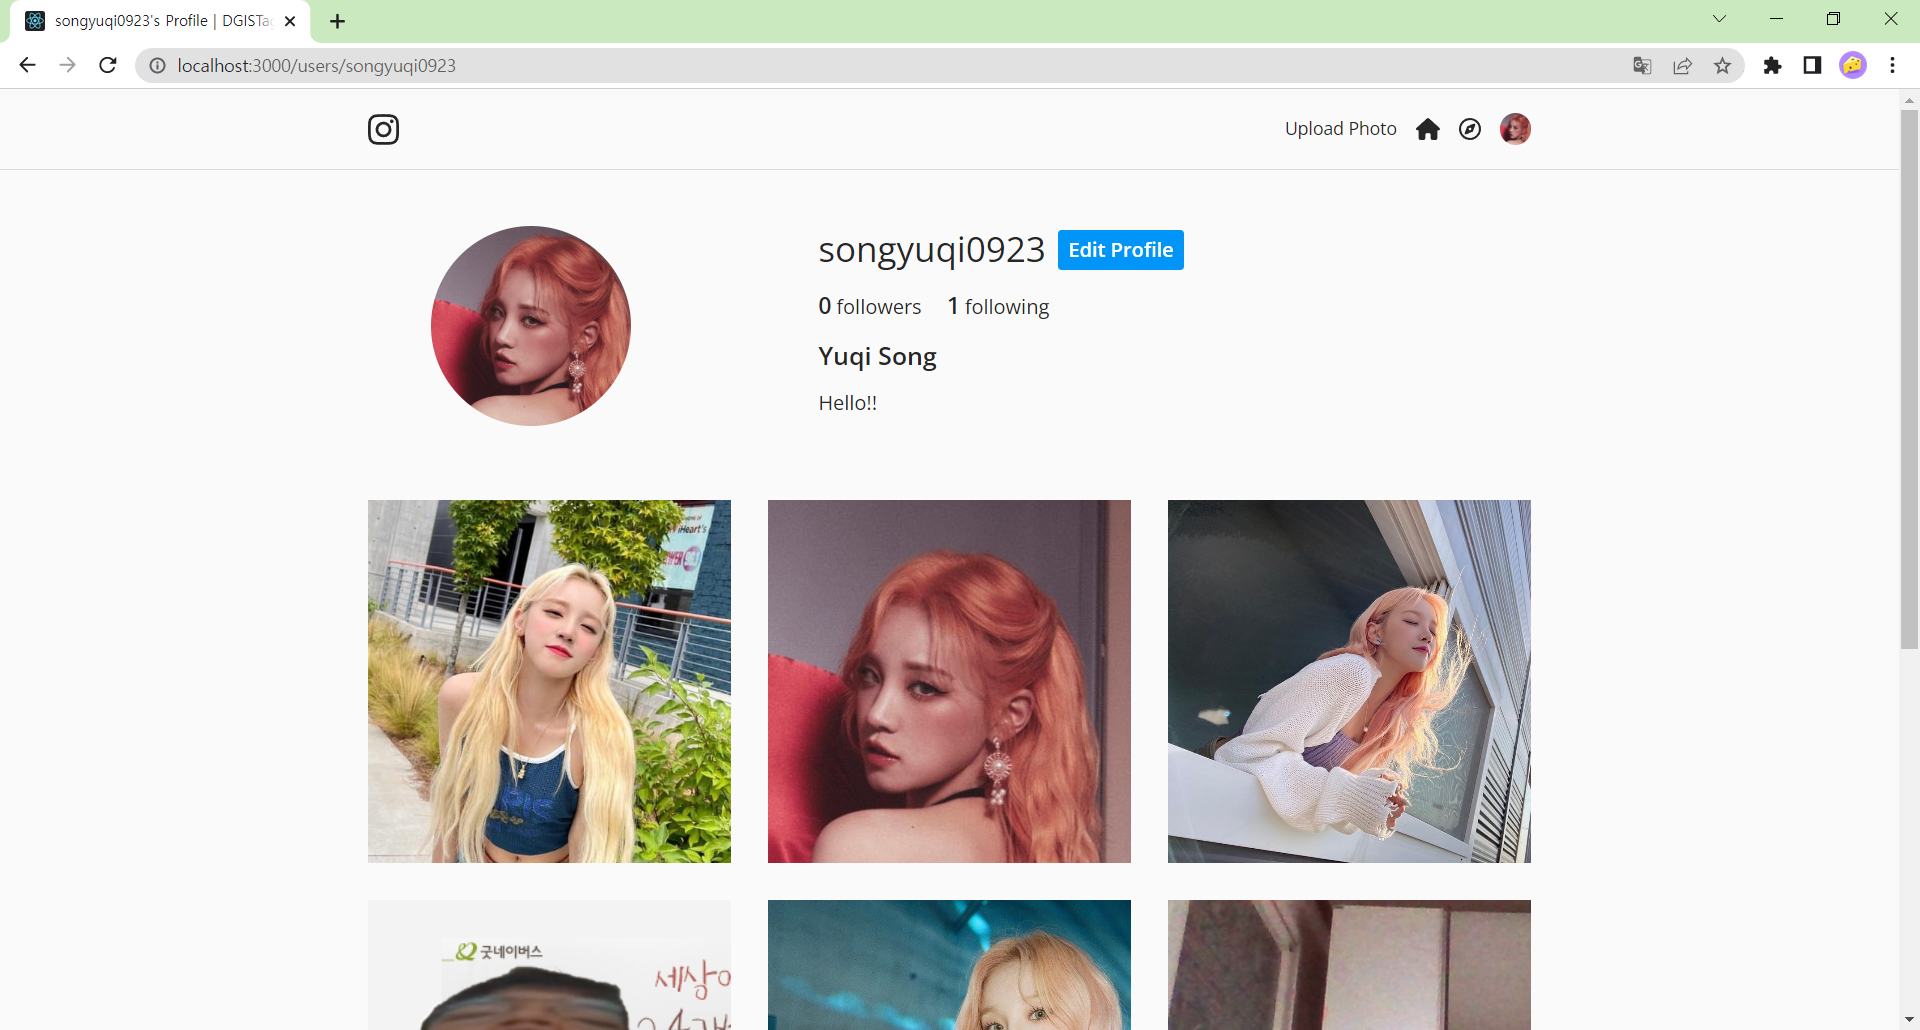 songyuqi0923's Profile | DGISTa
localhost:3000/users/songyuqi0923
Upload Photo
songyuqi0923 Edit Profile
0 followers 1 following
Yuqi Song
Hello!!
iHeart's
굿네이버스
세상